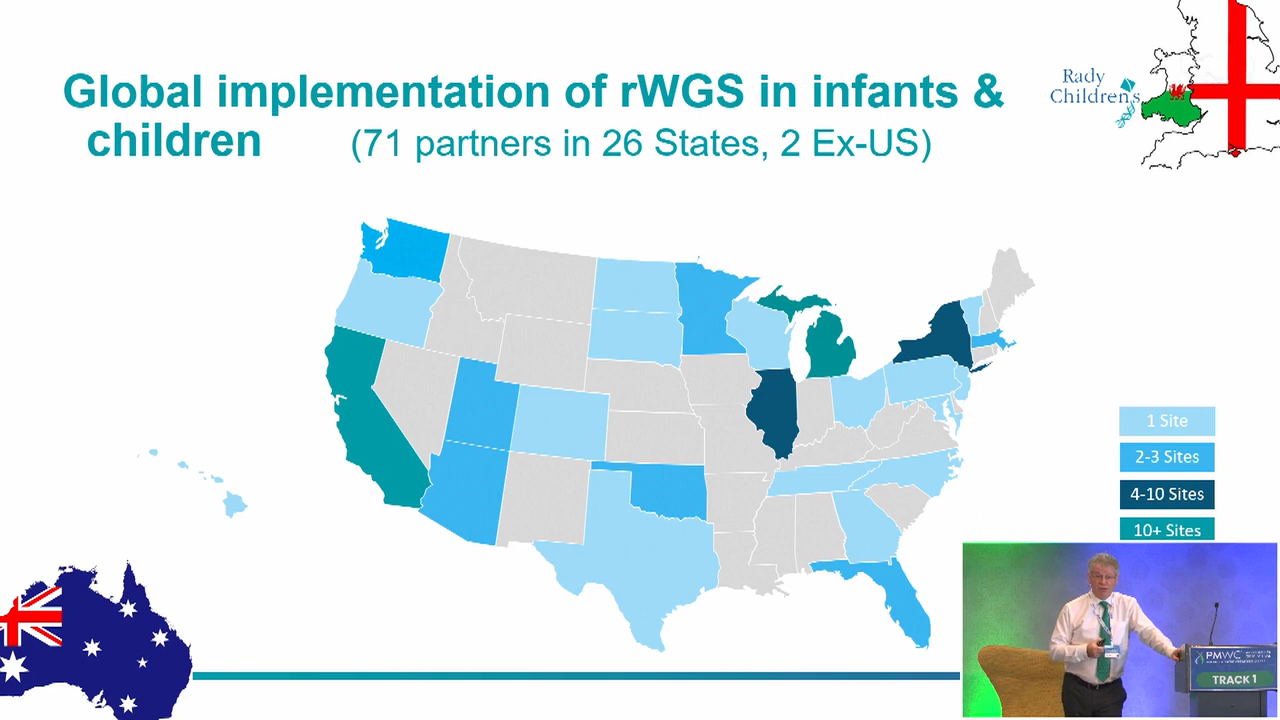 Global implementation of rWGS in infants &
children (71 partners in 26 States, 2 Ex-US)
Rady
Children's
1 Site
2-3 Sites
4-10 Sites
10+ Sites
PMWC
TRACK 1